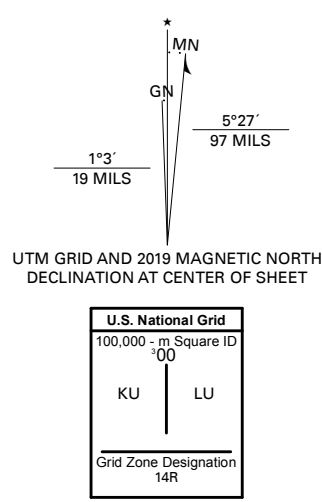 ★
MN
GN
5°27´
97 MILS
1°3´
19 MILS
UTM GRID AND 2019 MAGNETIC NORTH
DECLINATION AT CENTER OF SHEET
U.S. National Grid
100,000 - m Square ID
³00
KU LU
Grid Zone Designation
14R